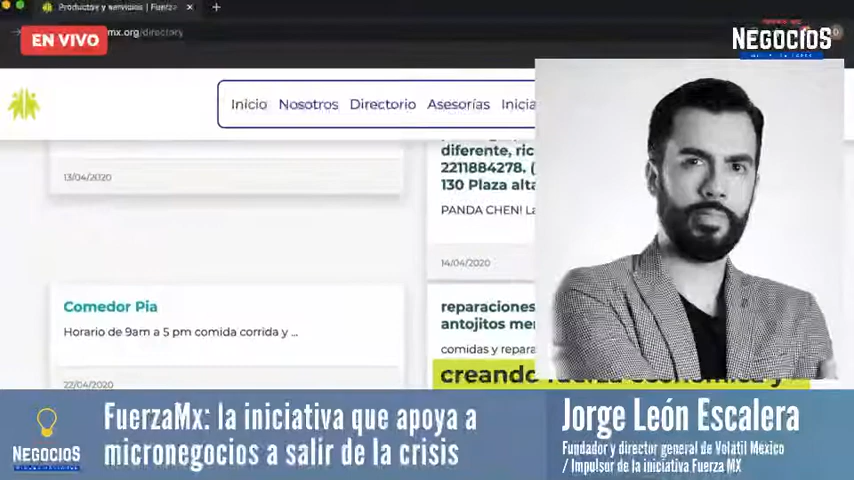 Productos y servicios | Fuerza
mx.org/directory
EN VIVO
NEGOCIOS
Inicio Nosotros Directorio Asesorías Inicia
diferente, ric
2211884278. (
130 Plaza alta
13/04/2020
PANDA CHEN! La
14/04/2020
Comedor Pia
Horario de 9am a 5 pm comida corrida y ...
22/04/2020
reparaciones
antojitos me
comidas y repara
creando fuerza económica y
FuerzaMx: la iniciativa que apoya a
micronegocios a salir de la crisis
NEGOCIOS
Jorge León Escalera
Fundador y director general de Volátil México
/ Impulsor de la iniciativa Fuerza MX